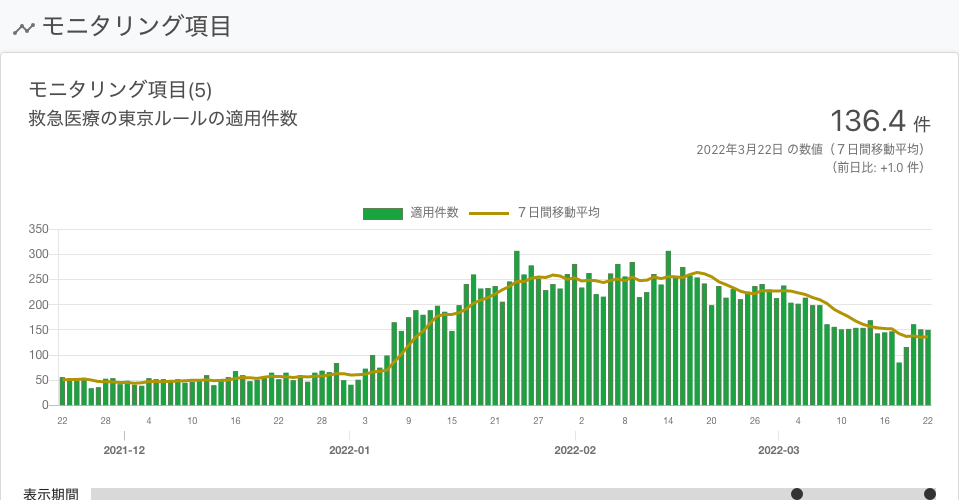 モニタリング項目
モニタリング項目(5)
救急医療の東京ルールの適用件数
136.4 件
2022年3月22日 の数値（７日間移動平均）
（前日比: +1.0 件）
適用件数 ７日間移動平均
350
300
250
200
150
100
50
0
22 28 4 10 16 22 28 3 9 15 21 27 2 8 14 20 26 4 10 16 22
2021-12 2022-01 2022-02 2022-03
表示期間